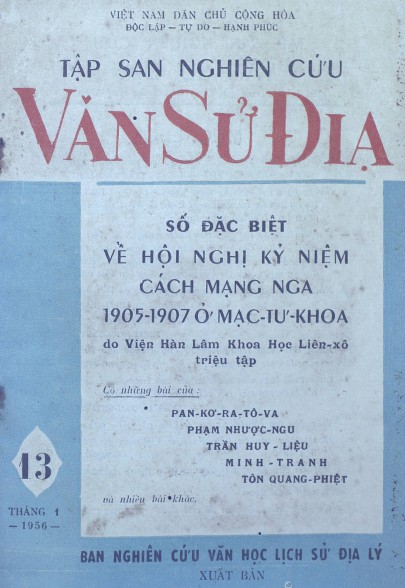 VIỆT NAM DÂN CHỦ CỘNG HÒA
ĐỘC LẬP — TỰ DO — HẠNH PHÚC
TẬP SAN NGHIÊN CỨU
VĂN SỬ ĐỊA
SỐ ĐẶC BIỆT
VỀ HỘI NGHỊ KỶ NIỆM
CÁCH MẠNG NGA
1905-1907 Ở MẠC-TƯ-KHOA
do Viện Hàn Lâm Khoa Học Liên-xô
triệu tập
Có những bài của :
PAN-KƠ-RA-TÔ-VA
PHẠM NHƯỢC-NGU
TRẦN HUY-LIỆU
MINH-TRANH
TÔN QUANG-PHIỆT
và nhiều bài khác.
13
THÁNG 1
— 1956 —
BAN NGHIÊN CỨU VĂN HỌC LỊCH SỬ ĐỊA LÝ
XUẤT BẢN